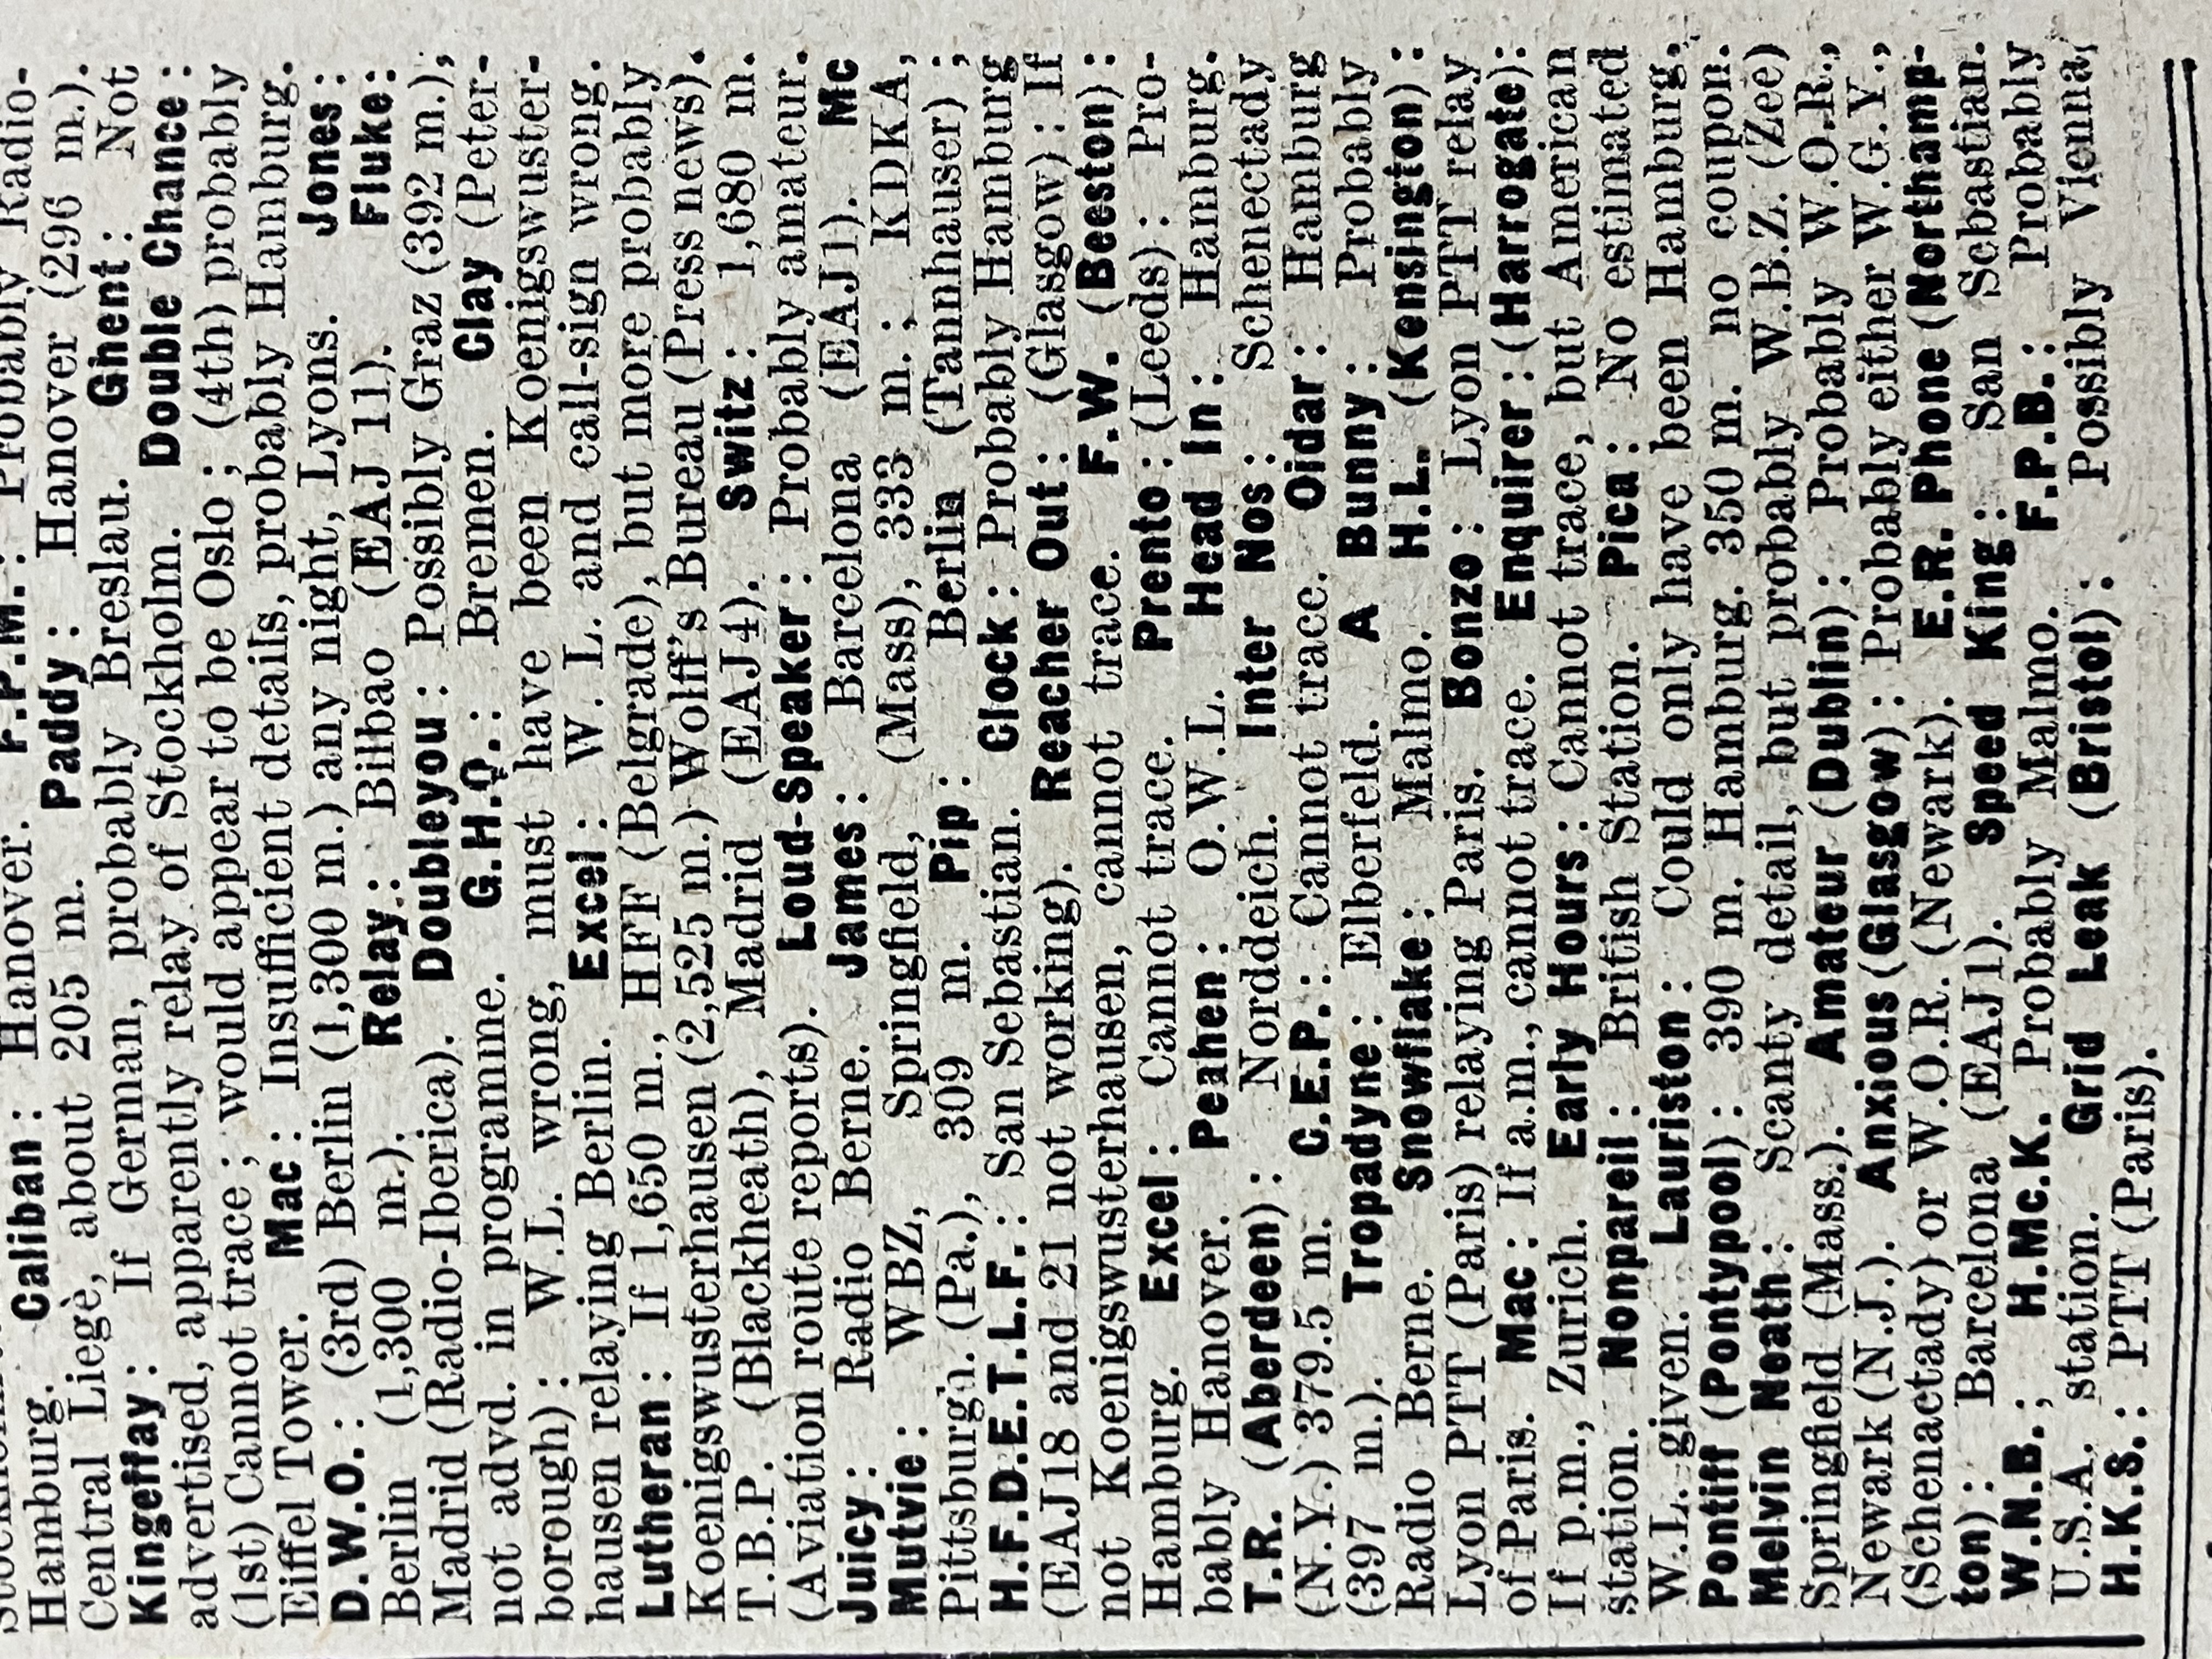 Hamburg. Caliban: Hanover. F.P.M.: Probably Radio-
Central Liegè, about 205 m. Paddy: Hanover (296 m.).
Kingeffay: If German, probably Breslau. Ghent: Not
advertised, apparently relay of Stockholm. Double Chance:
(1st) Cannot trace; would appear to be Oslo; (4th) probably
Eiffel Tower. Mac: Insufficient details, probably Hamburg.
D.W.O.: (3rd) Berlin (1,300 m.) any night, Lyons. Jones:
Berlin (1,300 m.). Relay: Bilbao (EAJ 11). Fluke:
Madrid (Radio-Iberica). Doubleyou: Possibly Graz (392 m.),
not advd. in programme. G.H.Q.: Bremen. Clay (Peter-
borough): W.L. wrong, must have been Koenigswuster-
hausen relaying Berlin. Excel: W. L. and call-sign wrong.
Lutheran: If 1,650 m., HFF (Belgrade), but more probably
Koenigswusterhausen (2,525 m.) Wolff's Bureau (Press news).
T.B.P. (Blackheath), Madrid (EAJ4). Switz: 1,680 m.
(Aviation route reports). Loud-Speaker: Probably amateur.
Juicy: Radio Berne. James: Barcelona (EAJ1). Mc
Mutvie: WBZ, Springfield, (Mass), 333 m.; KDKA,
Pittsburgh. (Pa.), 309 m. Pip: Berlin (Tannhauser);
H.F.D.E.T.L.F.: San Sebastian. Clock: Probably Hamburg
(EAJ18 and 21 not working). Reacher Out: (Glasgow): If
not Koenigswusterhausen, cannot trace. F.W. (Beeston):
Hamburg. Excel: Cannot trace. Prento: (Leeds): Pro-
bably Hanover. Peahen: O.W.L. Head In: Hamburg.
T.R. (Aberdeen): Norddeich. Inter Nos: Schenectady
(N.Y.) 379.5 m. C.E.P.: Cannot trace. Oidar: Hamburg
(397 m.). Tropadyne: Elberfeld. A Bunny: Probably
Radio Berne. Snowflake: Malmo. H.L. (Kensington):
Lyon PTT (Paris) relaying Paris. Bonzo: Lyon PTT relay
of Paris. Mac: If a.m., cannot trace. Enquirer: (Harrogate):
If p.m., Zurich. Early Hours: Cannot trace, but American
station. Nonpareil: British Station. Pica: No estimated
W.L. given. Lauriston: Could only have been Hamburg.
Pontiff (Pontypool): 390 m. Hamburg. 350 m. no coupon.
Melvin Neath: Scanty detail, but probably W.B.Z. (Zee)
Springfield (Mass.). Amateur (Dublin): Probably W.O.R.,
Newark (N.J.). Anxious (Glasgow): Probably either W.G.Y.,
(Schenactady) or W.O.R. (Newark). E.R. Phone (Northamp-
ton): Barcelona (EAJ1). Speed King: San Sebastian.
W.N.B.; H.Mc.K. Probably Malmo. F.P.B.: Probably
U.S.A. station. Grid Leak (Bristol): Possibly Vienna,
H.K.S.: PTT (Paris).